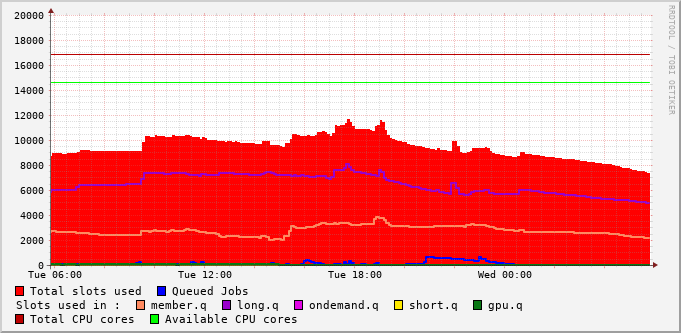 20000
18000
16000
14000
12000
10000
8000
6000
4000
2000
0
Tue 06:00 Tue 12:00 Tue 18:00 Wed 00:00
RRDTOOL / TOBI OETIKER
Total slots used Queued Jobs
Slots used in : member.q long.q ondemand.q short.q gpu.q
Total CPU cores Available CPU cores